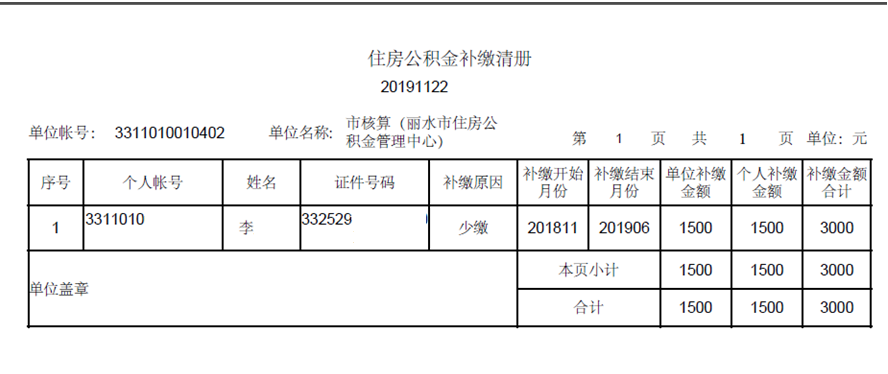 住房公积金补缴清册
20191122
单位帐号： 3311010010402 单位名称： 市核算（丽水市住房公积金管理中心） 第 1 页 共 1 页 单位：元
序号 个人帐号 姓名 证件号码 补缴原因 补缴开始月份 补缴结束月份 单位补缴金额 个人补缴金额 补缴金额合计
1 3311010 李 332529 少缴 201811 201906 1500 1500 3000
单位盖章 本页小计 1500 1500 3000
合计 1500 1500 3000